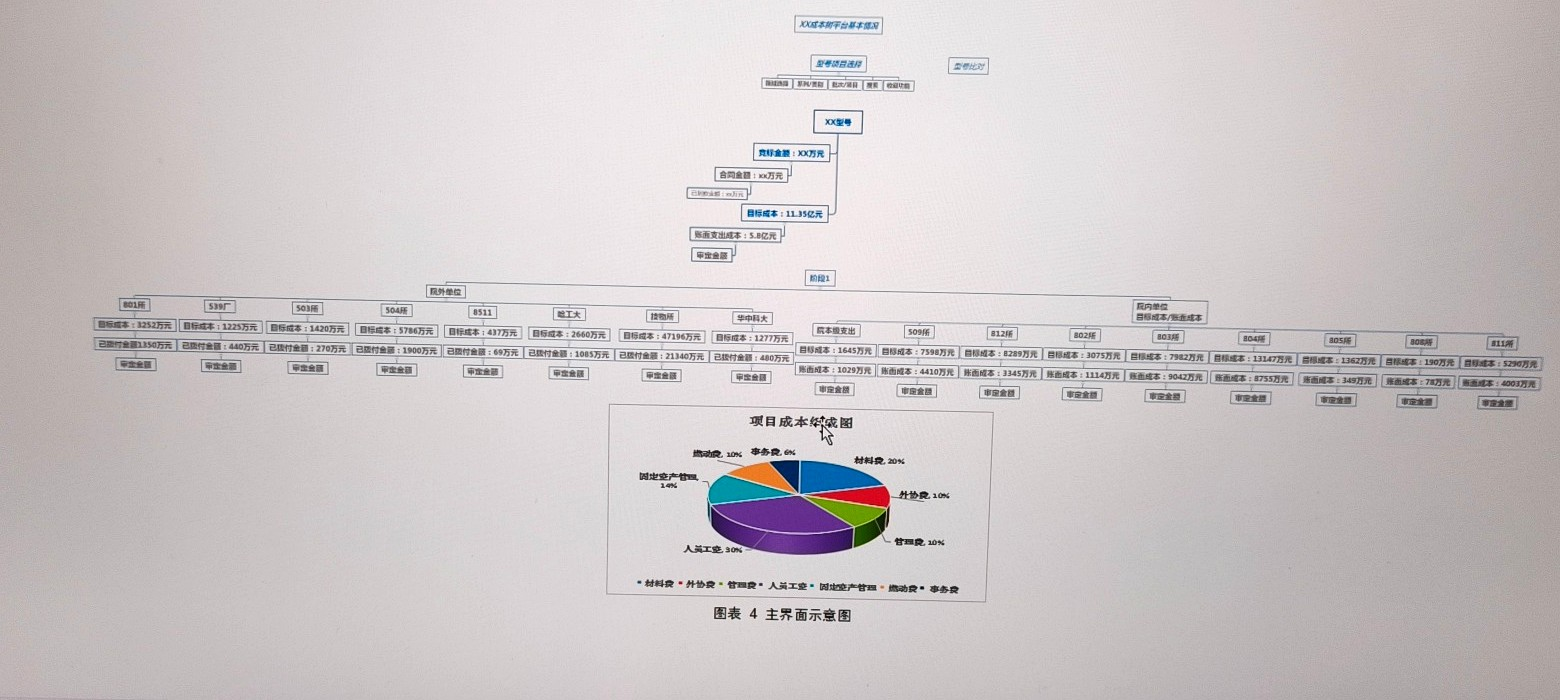 XX成本树平台基本情况
型号项目选择
型号比对
领域选择 系列/类别 批次/项目 搜索 收藏功能
XX型号
竞标金额：XX万元
合同金额：xx万元
已到款金额：xx万元
目标成本：11.35亿元
账面支出成本：5.8亿元
审定金额
阶段1
院外单位
院内单位
目标成本/账面成本
801所 539厂 503所 504所 8511 哈工大 技物所 华中科大
目标成本：3252万元 目标成本：1225万元 目标成本：1420万元 目标成本：5786万元 目标成本：437万元 目标成本：2660万元 目标成本：47196万元 目标成本：1277万元
已拨付金额1350万元 已拨付金额：440万元 已拨付金额：270万元 已拨付金额：1900万元 已拨付金额：69万元 已拨付金额：1085万元 已拨付金额：21340万元 已拨付金额：480万元
审定金额 审定金额 审定金额 审定金额 审定金额 审定金额 审定金额 审定金额
院本级支出 509所 812所 802所 803所 804所 805所 808所 811所
目标成本：1645万元 目标成本：7598万元 目标成本：8289万元 目标成本：3075万元 目标成本：7982万元 目标成本：13147万元 目标成本：1362万元 目标成本：190万元 目标成本：5290万元
账面成本：1029万元 账面成本：4410万元 账面成本：3345万元 账面成本：1114万元 账面成本：9042万元 账面成本：8755万元 账面成本：349万元 账面成本：78万元 账面成本：4003万元
审定金额 审定金额 审定金额 审定金额 审定金额 审定金额 审定金额 审定金额 审定金额
项目成本组成图
燃动费, 10%
事务费, 6%
材料费, 20%
固定资产管理,
14%
外协费, 10%
管理费, 10%
人员工资, 30%
材料费 外协费 管理费 人员工资 固定资产管理 燃动费 事务费
图表 4 主界面示意图